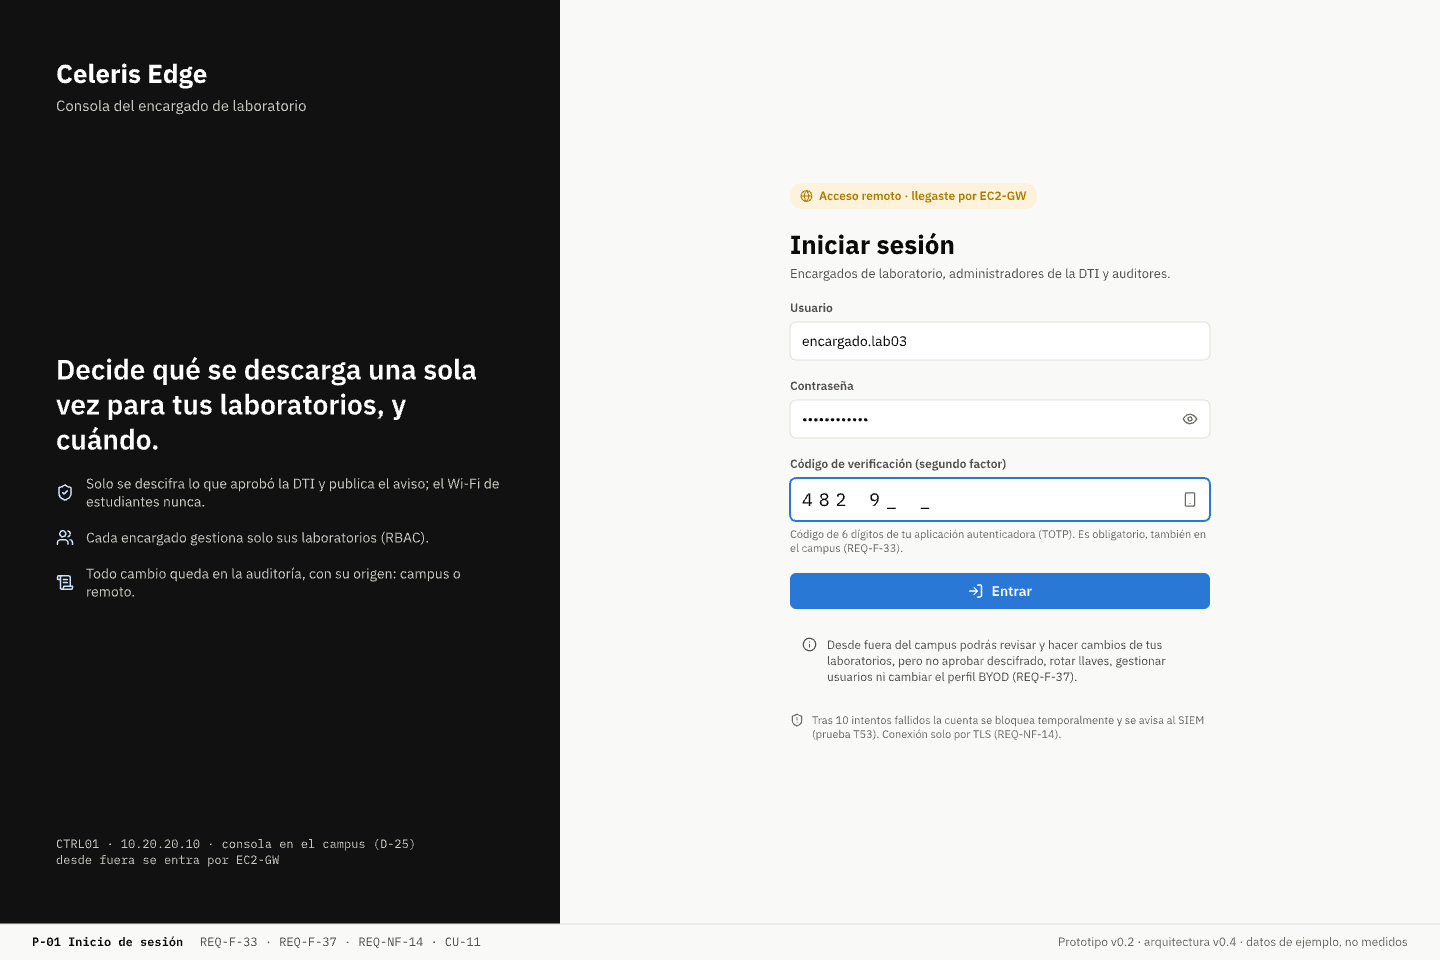 Celeris Edge
Consola del encargado de laboratorio
Decide qué se descarga una sola
vez para tus laboratorios, y
cuándo.
Solo se descifra lo que aprobó la DTI y publica el aviso; el Wi-Fi de
estudiantes nunca.
Cada encargado gestiona solo sus laboratorios (RBAC).
Todo cambio queda en la auditoría, con su origen: campus o
remoto.
CTRL01 · 10.20.20.10 · consola en el campus (D-25)
desde fuera se entra por EC2-GW
Acceso remoto · llegaste por EC2-GW
Iniciar sesión
Encargados de laboratorio, administradores de la DTI y auditores.
Usuario
encargado.lab03
Contraseña
••••••••••••
Código de verificación (segundo factor)
482 9_ _
Código de 6 dígitos de tu aplicación autenticadora (TOTP). Es obligatorio, también en
el campus (REQ-F-33).
Entrar
Desde fuera del campus podrás revisar y hacer cambios de tus
laboratorios, pero no aprobar descifrado, rotar llaves, gestionar
usuarios ni cambiar el perfil BYOD (REQ-F-37).
Tras 10 intentos fallidos la cuenta se bloquea temporalmente y se avisa al SIEM
(prueba T53). Conexión solo por TLS (REQ-NF-14).
P-01 Inicio de sesión REQ-F-33 · REQ-F-37 · REQ-NF-14 · CU-11
Prototipo v0.2 · arquitectura v0.4 · datos de ejemplo, no medidos